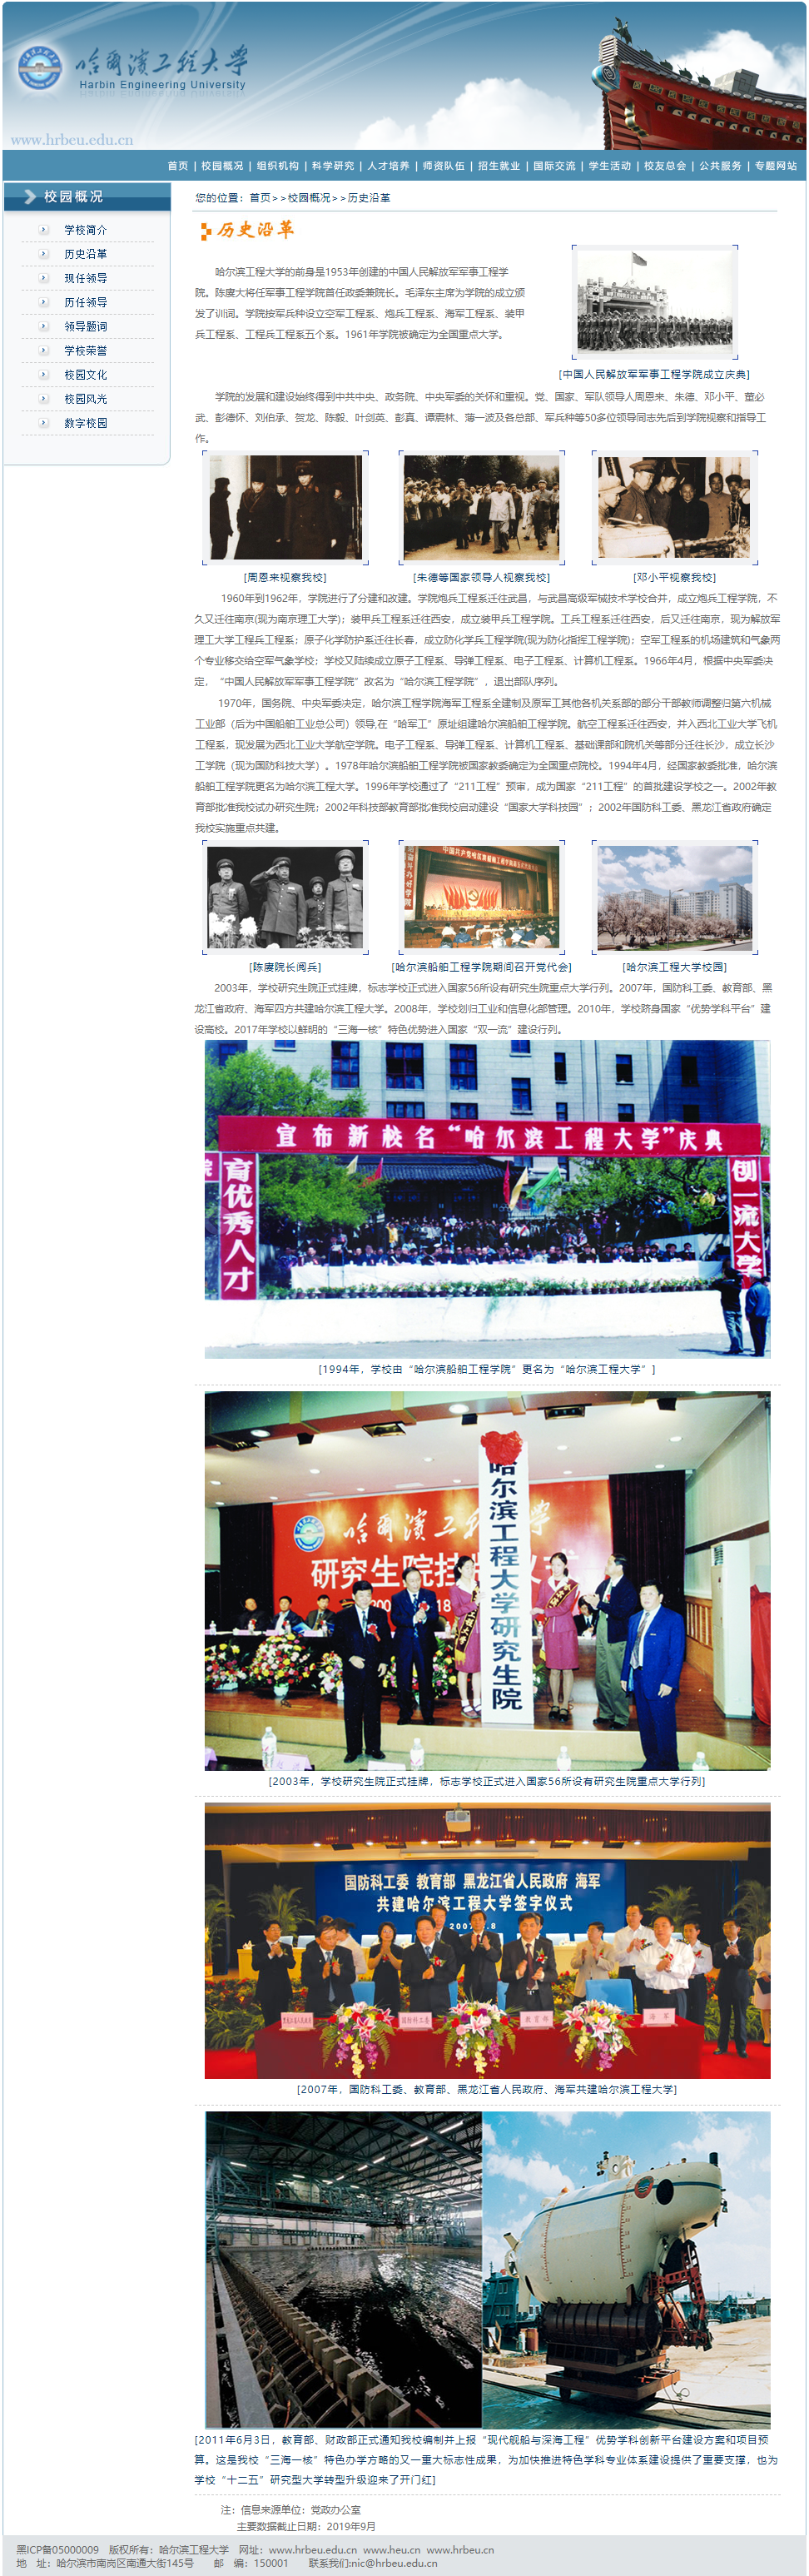 哈尔滨工程大学
Harbin Engineering University
www.hrbeu.edu.cn
首页 | 校园概况 | 组织机构 | 科学研究 | 人才培养 | 师资队伍 | 招生就业 | 国际交流 | 学生活动 | 校友总会 | 公共服务 | 专题网站
校园概况
学校简介
历史沿革
现任领导
历任领导
领导题词
学校荣誉
校园文化
校园风光
数字校园
您的位置：首页>>校园概况>>历史沿革
历史沿革
哈尔滨工程大学的前身是1953年创建的中国人民解放军军事工程学
院。陈赓大将任军事工程学院首任政委兼院长。毛泽东主席为学院的成立颁
发了训词。学院按军兵种设立空军工程系、炮兵工程系、海军工程系、装甲
兵工程系、工程兵工程系五个系。1961年学院被确定为全国重点大学。
[中国人民解放军军事工程学院成立庆典]
学院的发展和建设始终得到中共中央、政务院、中央军委的关怀和重视。党、国家、军队领导人周恩来、朱德、邓小平、董必
武、彭德怀、刘伯承、贺龙、陈毅、叶剑英、彭真、谭震林、薄一波及各总部、军兵种等50多位领导同志先后到学院视察和指导工
作。
[周恩来视察我校]
[朱德等国家领导人视察我校]
[邓小平视察我校]
1960年到1962年，学院进行了分建和改建。学院炮兵工程系迁往武昌，与武昌高级军械技术学校合并，成立炮兵工程学院，不
久又迁往南京(现为南京理工大学)；装甲兵工程系迁往西安，成立装甲兵工程学院。工兵工程系迁往西安，后又迁往南京，现为解放军
理工大学工程兵工程系；原子化学防护系迁往长春，成立防化学兵工程学院(现为防化指挥工程学院)；空军工程系的机场建筑和气象两
个专业移交给空军气象学校；学校又陆续成立原子工程系、导弹工程系、电子工程系、计算机工程系。1966年4月，根据中央军委决
定，“中国人民解放军军事工程学院”改名为“哈尔滨工程学院”，退出部队序列。
1970年，国务院、中央军委决定，哈尔滨工程学院海军工程系全建制及原军工其他各机关系部的部分干部教师调整归第六机械
工业部（后为中国船舶工业总公司）领导,在“哈军工”原址组建哈尔滨船舶工程学院。航空工程系迁往西安，并入西北工业大学飞机
工程系，现发展为西北工业大学航空学院。电子工程系、导弹工程系、计算机工程系、基础课部和院机关等部分迁往长沙，成立长沙
工学院（现为国防科技大学）。1978年哈尔滨船舶工程学院被国家教委确定为全国重点院校。1994年4月，经国家教委批准，哈尔滨
船舶工程学院更名为哈尔滨工程大学。1996年学校通过了“211工程”预审，成为国家“211工程”的首批建设学校之一。2002年教
育部批准我校试办研究生院；2002年科技部教育部批准我校启动建设“国家大学科技园”；2002年国防科工委、黑龙江省政府确定
我校实施重点共建。
[陈赓院长阅兵]
[哈尔滨船舶工程学院期间召开党代会]
[哈尔滨工程大学校园]
2003年，学校研究生院正式挂牌，标志学校正式进入国家56所设有研究生院重点大学行列。2007年，国防科工委、教育部、黑
龙江省政府、海军四方共建哈尔滨工程大学。2008年，学校划归工业和信息化部管理。2010年，学校跻身国家“优势学科平台”建
设高校。2017年学校以鲜明的“三海一核”特色优势进入国家“双一流”建设行列。
宣布新校名“哈尔滨工程大学”庆典
育优秀人才
创一流大学
[1994年，学校由“哈尔滨船舶工程学院”更名为“哈尔滨工程大学”]
哈尔滨工程大学
研究生院挂
哈尔滨工程大学研究生院
[2003年，学校研究生院正式挂牌，标志学校正式进入国家56所设有研究生院重点大学行列]
国防科工委 教育部 黑龙江省人民政府 海军
共建哈尔滨工程大学签字仪式
国防科工委
教育部
海军
[2007年，国防科工委、教育部、黑龙江省人民政府、海军共建哈尔滨工程大学]
[2011年6月3日，教育部、财政部正式通知我校编制并上报“现代舰船与深海工程”优势学科创新平台建设方案和项目预
算。这是我校“三海一核”特色办学方略的又一重大标志性成果，为加快推进特色学科专业体系建设提供了重要支撑，也为
学校“十二五”研究型大学转型升级迎来了开门红]
注：信息来源单位：党政办公室
主要数据截止日期：2019年9月
黑ICP备05000009 版权所有：哈尔滨工程大学 网址：www.hrbeu.edu.cn www.heu.cn www.hrbeu.cn
地 址：哈尔滨市南岗区南通大街145号 邮 编：150001 联系我们:nic@hrbeu.edu.cn